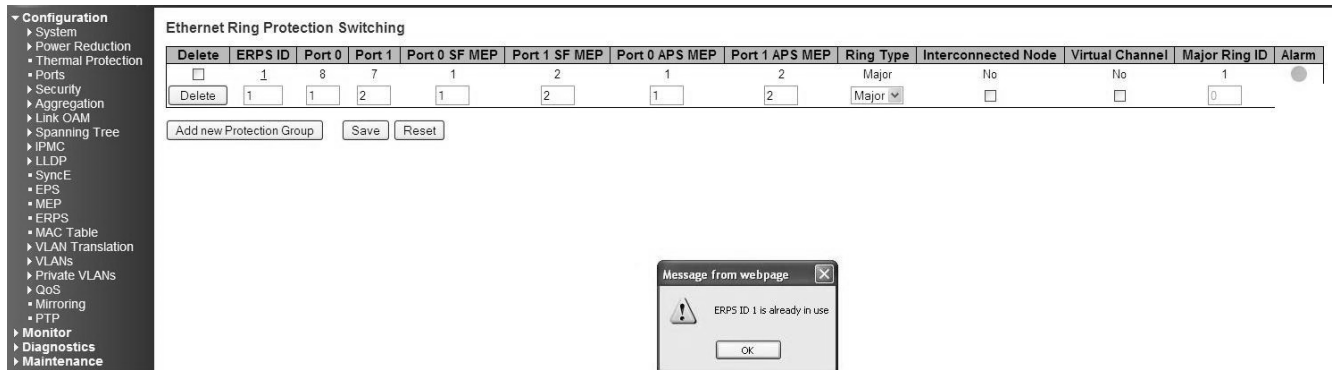 Configuration
System
Power Reduction
Thermal Protection
Ports
Security
Aggregation
Link OAM
Spanning Tree
IPMC
LLDP
SyncE
EPS
MEP
ERPS
MAC Table
VLAN Translation
VLANs
Private VLANs
QoS
Mirroring
PTP
Monitor
Diagnostics
Maintenance
Ethernet Ring Protection Switching
Delete ERPS ID Port 0 Port 1 Port 0 SF MEP Port 1 SF MEP Port 0 APS MEP Port 1 APS MEP Ring Type Interconnected Node Virtual Channel Major Ring ID Alarm
1 8 7 1 2 1 2 Major No No 1
Delete 1 1 2 1 2 1 2 Major 0
Add new Protection Group Save Reset
Message from webpage
ERPS ID 1 is already in use
OK